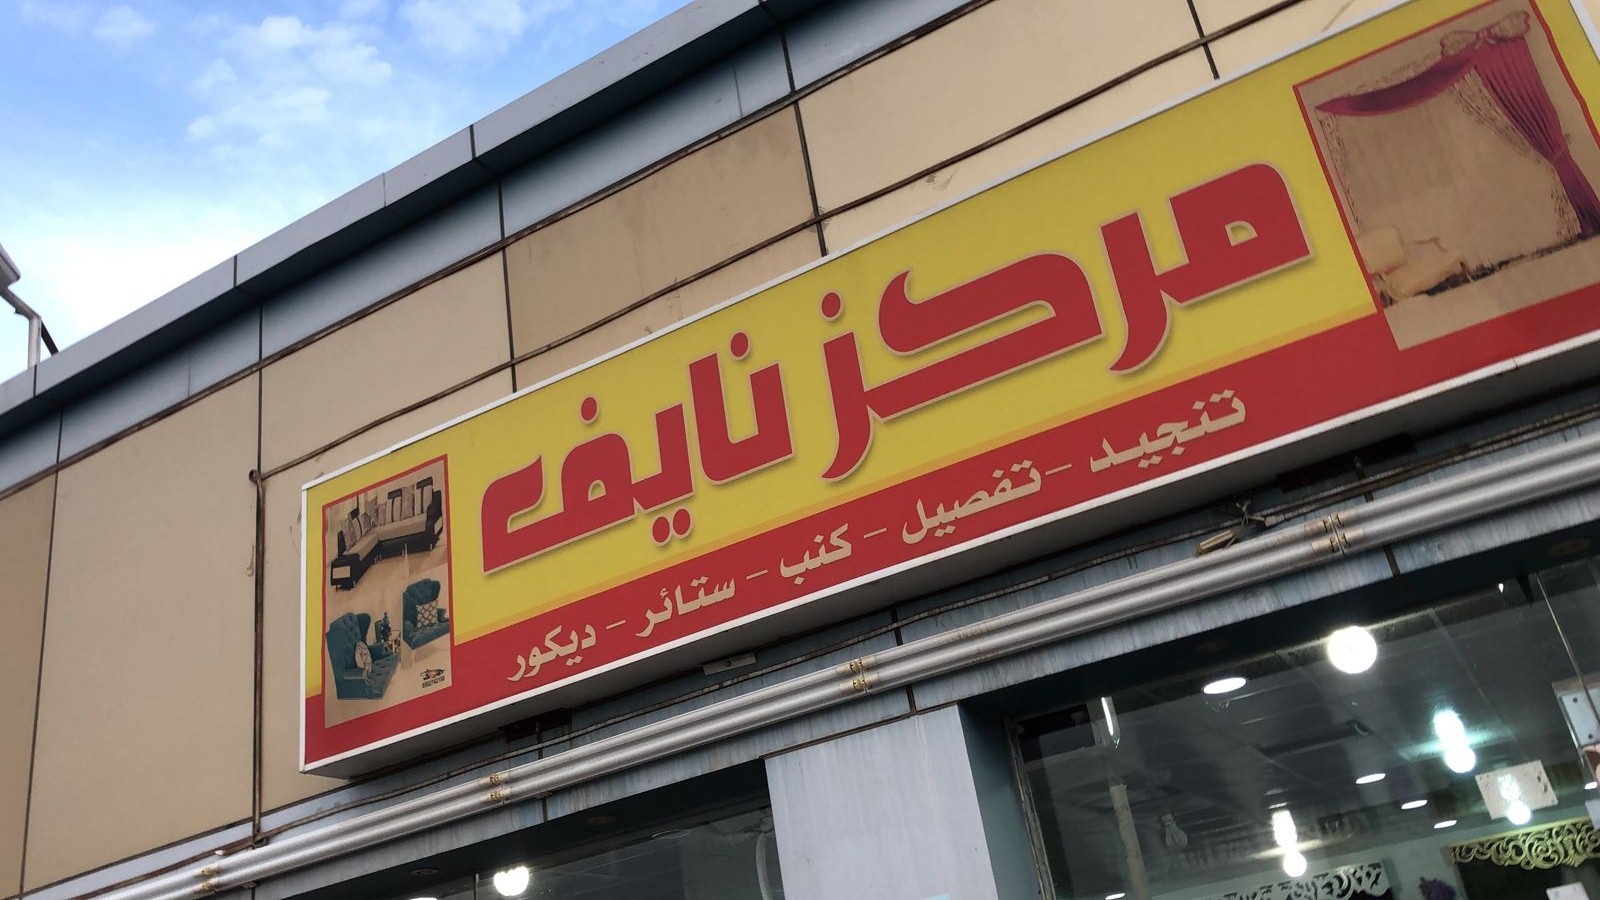 مركز نايف
تنجيد - تفصيل - كنب - ستائر - ديكور